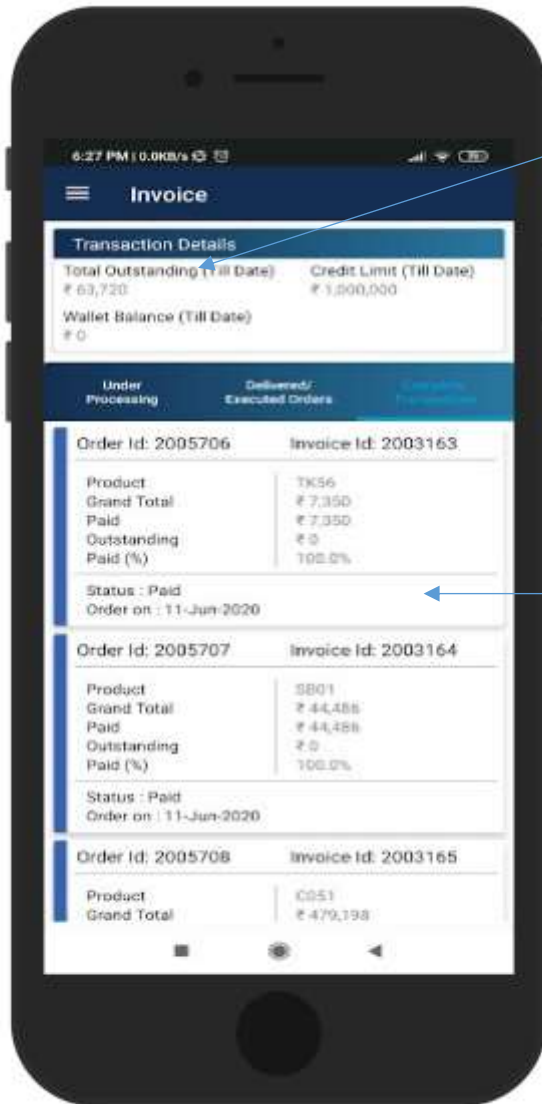 6:27 PM | 0.0KB/s
Invoice
Transaction Details
Total Outstanding (Till Date) Credit Limit (Till Date)
₹ 63,720 ₹ 1,000,000
Wallet Balance (Till Date)
₹ 0
Under Processing Delivered/ Executed Orders
Order Id: 2005706 Invoice Id: 2003163
Product TK56
Grand Total ₹ 7,350
Paid ₹ 7,350
Outstanding ₹ 0
Paid (%) 100.0%
Status : Paid
Order on : 11-Jun-2020
Order Id: 2005707 Invoice Id: 2003164
Product SB01
Grand Total ₹ 44,486
Paid ₹ 44,486
Outstanding ₹ 0
Paid (%) 100.0%
Status : Paid
Order on : 11-Jun-2020
Order Id: 2005708 Invoice Id: 2003165
Product C051
Grand Total ₹ 479,198